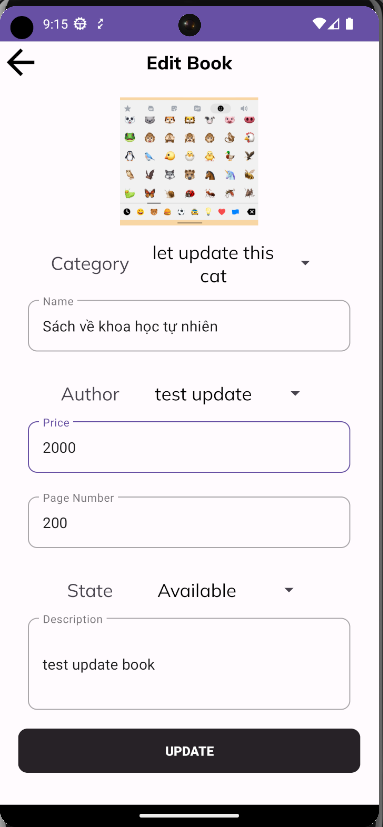 9:15
Edit Book
Category
let update this
cat
Name
Sách về khoa học tự nhiên
Author
test update
Price
2000
Page Number
200
State
Available
Description
test update book
UPDATE